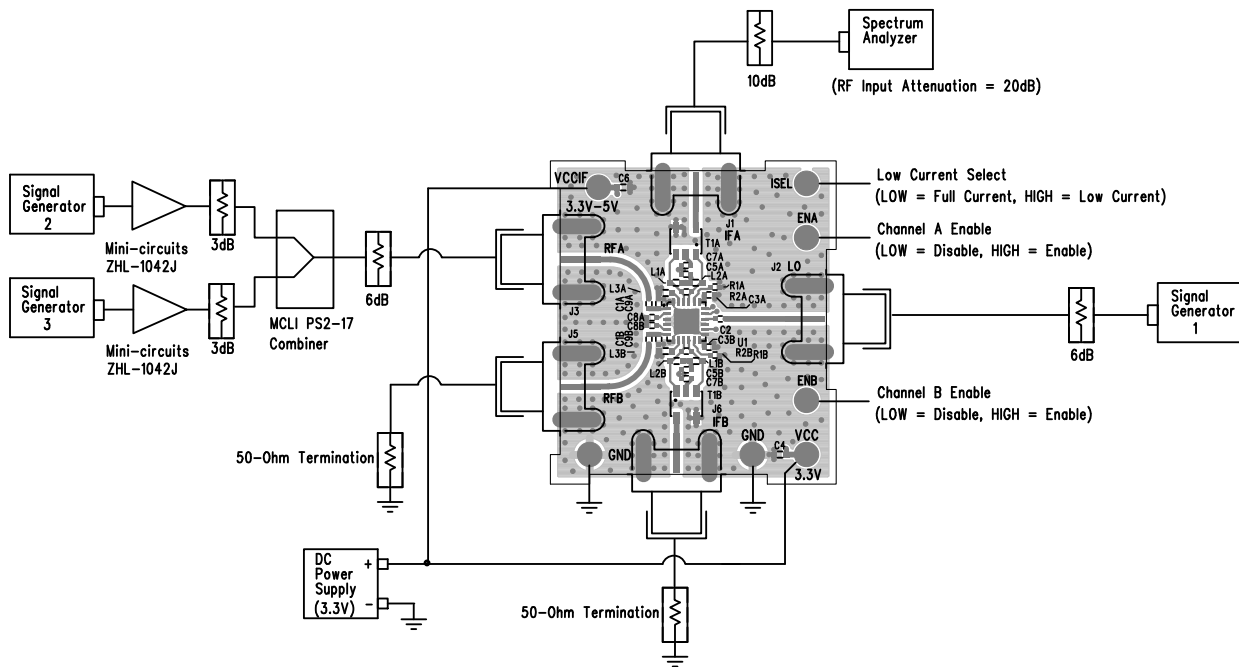 Spectrum
Analyzer
10dB
(RF Input Attenuation = 20dB)
Signal
Generator
2
Mini-circuits
ZHL-1042J
3dB
Signal
Generator
3
Mini-circuits
ZHL-1042J
3dB
MCLI PS2-17
Combiner
6dB
50-Ohm Termination
DC
Power
Supply
(3.3V)
+
-
50-Ohm Termination
VCCIF
3.3V-5V
C6
ISEL
Low Current Select
(LOW = Full Current, HIGH = Low Current)
ENA
Channel A Enable
(LOW = Disable, HIGH = Enable)
J1
IFA
RFA
T1A
C7A
C5A
L1A
L2A
J2 LO
L3A
C1A
C9A
R1A
R2A
C3A
J3
C8A
C8B
J5
C1B
C9B
C2
C3B
U1
R2B
R1B
L3B
L2B
L1B
C5B
C7B
Signal
Generator
1
6dB
ENB
Channel B Enable
(LOW = Disable, HIGH = Enable)
RFB
T1B
J6
IFB
GND
GND
C4
VCC
3.3V